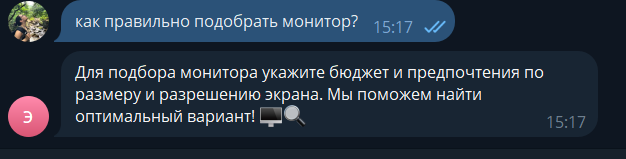 как правильно подобрать монитор?
15:17
Для подбора монитора укажите бюджет и предпочтения по
размеру и разрешению экрана. Мы поможем найти
оптимальный вариант! 🖥️🔍
15:17
Э